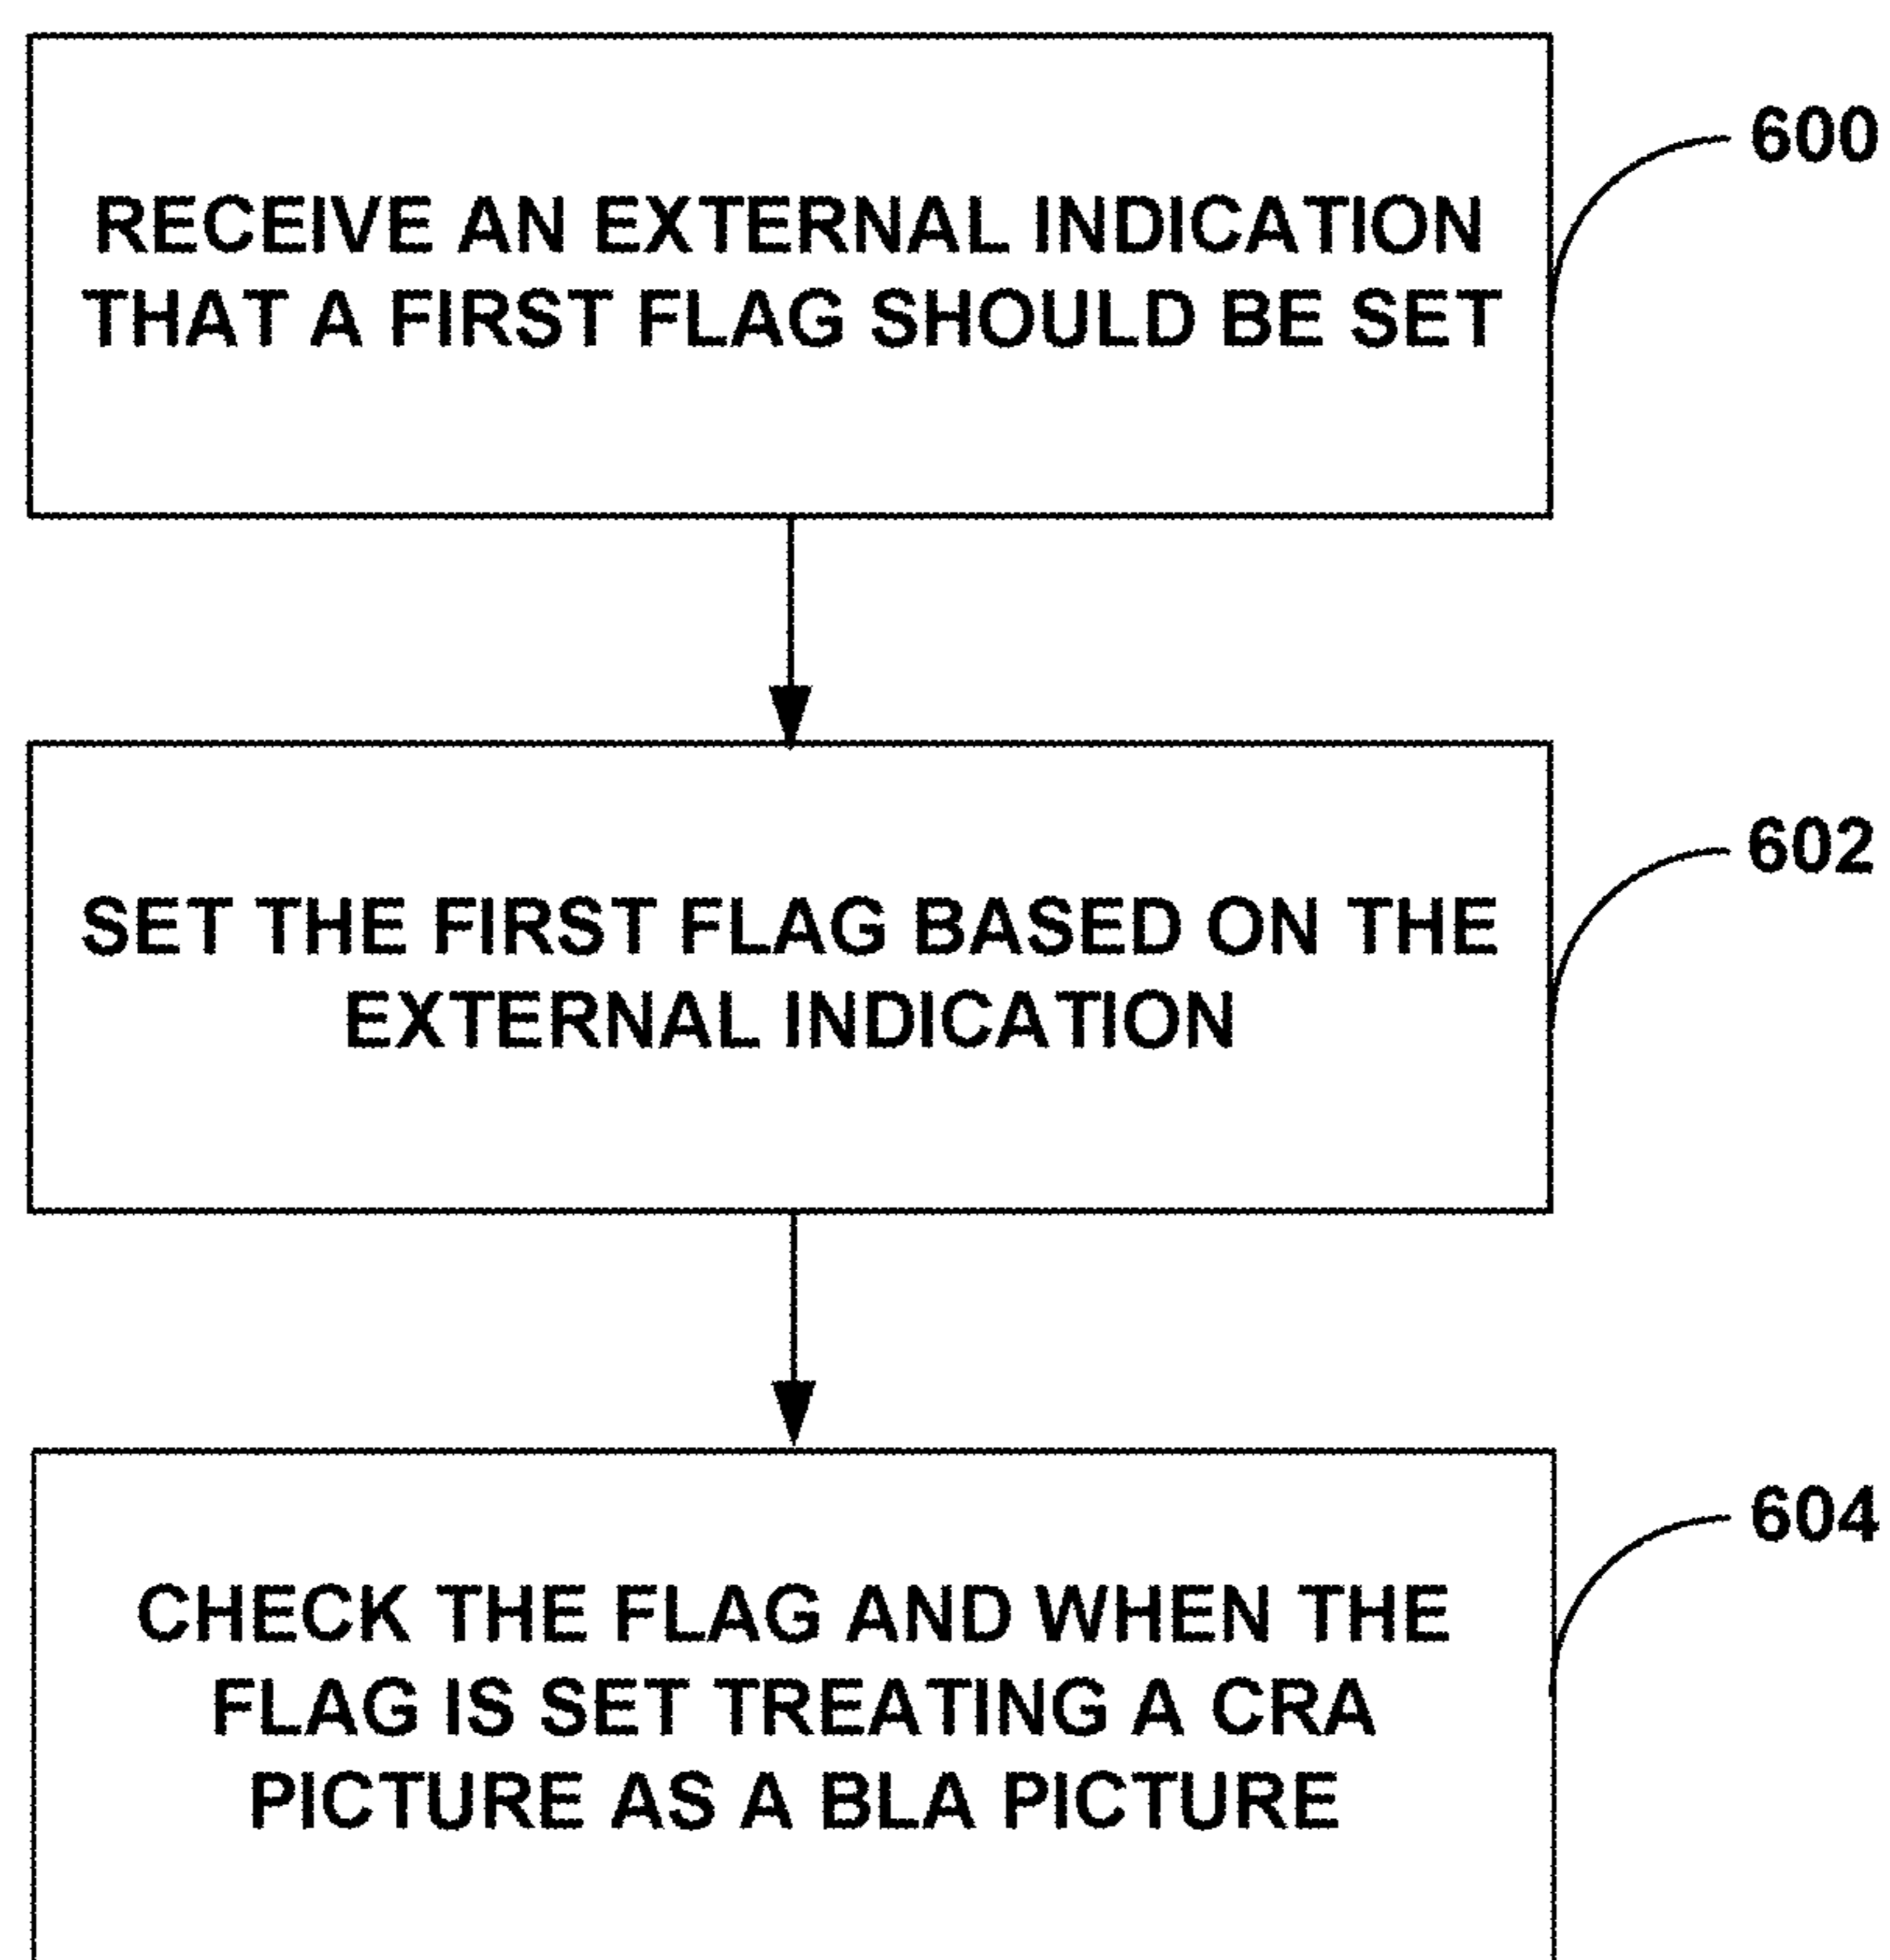 RECEIVE AN EXTERNAL INDICATION
THAT A FIRST FLAG SHOULD BE SET
600
SET THE FIRST FLAG BASED ON THE
EXTERNAL INDICATION
602
CHECK THE FLAG AND WHEN THE
FLAG IS SET TREATING A CRA
PICTURE AS A BLA PICTURE
604